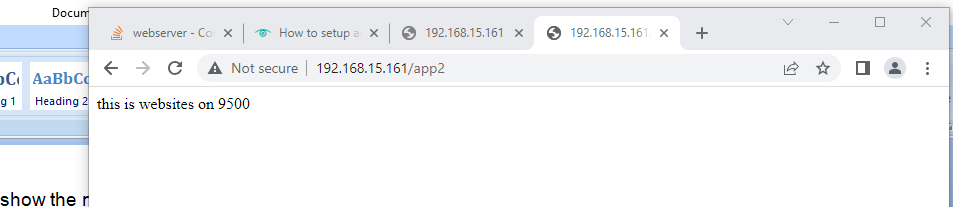 Docum
webserver - Co
How to setup a
192.168.15.161
192.168.15.161
Not secure
192.168.15.161/app2
AaBbCc
g 1
Heading 2
this is websites on 9500
show the r